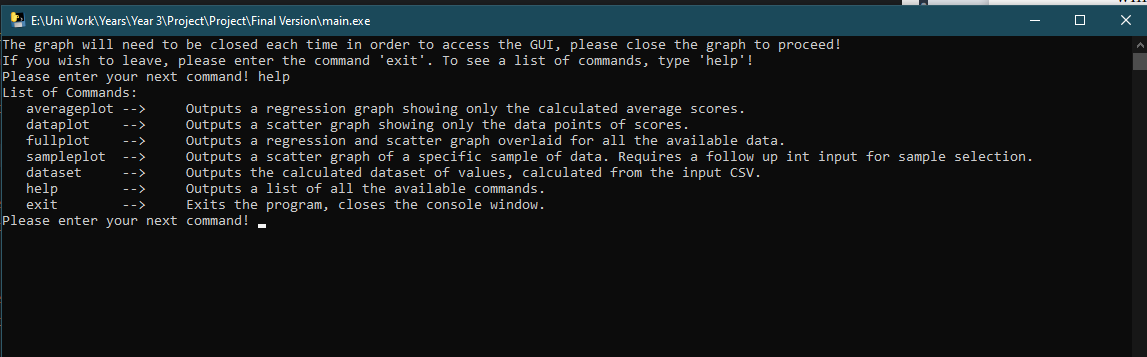 E:\Uni Work\Years\Year 3\Project\Project\Final Version\main.exe
The graph will need to be closed each time in order to access the GUI, please close the graph to proceed!
If you wish to leave, please enter the command 'exit'. To see a list of commands, type 'help'!
Please enter your next command! help
List of Commands:
averageplot --> Outputs a regression graph showing only the calculated average scores.
dataplot --> Outputs a scatter graph showing only the data points of scores.
fullplot --> Outputs a regression and scatter graph overlaid for all the available data.
sampleplot --> Outputs a scatter graph of a specific sample of data. Requires a follow up int input for sample selection.
dataset --> Outputs the calculated dataset of values, calculated from the input CSV.
help --> Outputs a list of all the available commands.
exit --> Exits the program, closes the console window.
Please enter your next command!